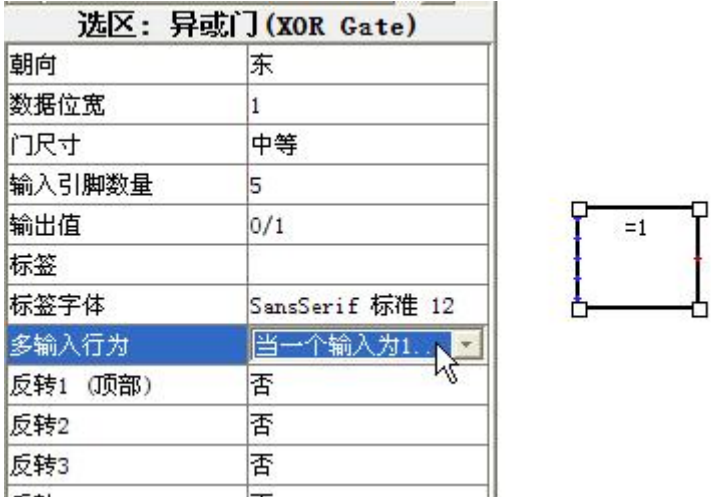 选区: 异或门(XOR Gate)
朝向 东
数据位宽 1
门尺寸 中等
输入引脚数量 5
输出值 0/1
标签
标签字体 SansSerif 标准 12
多输入行为 当一个输入为1..
反转1 (顶部) 否
反转2 否
反转3 否
=1